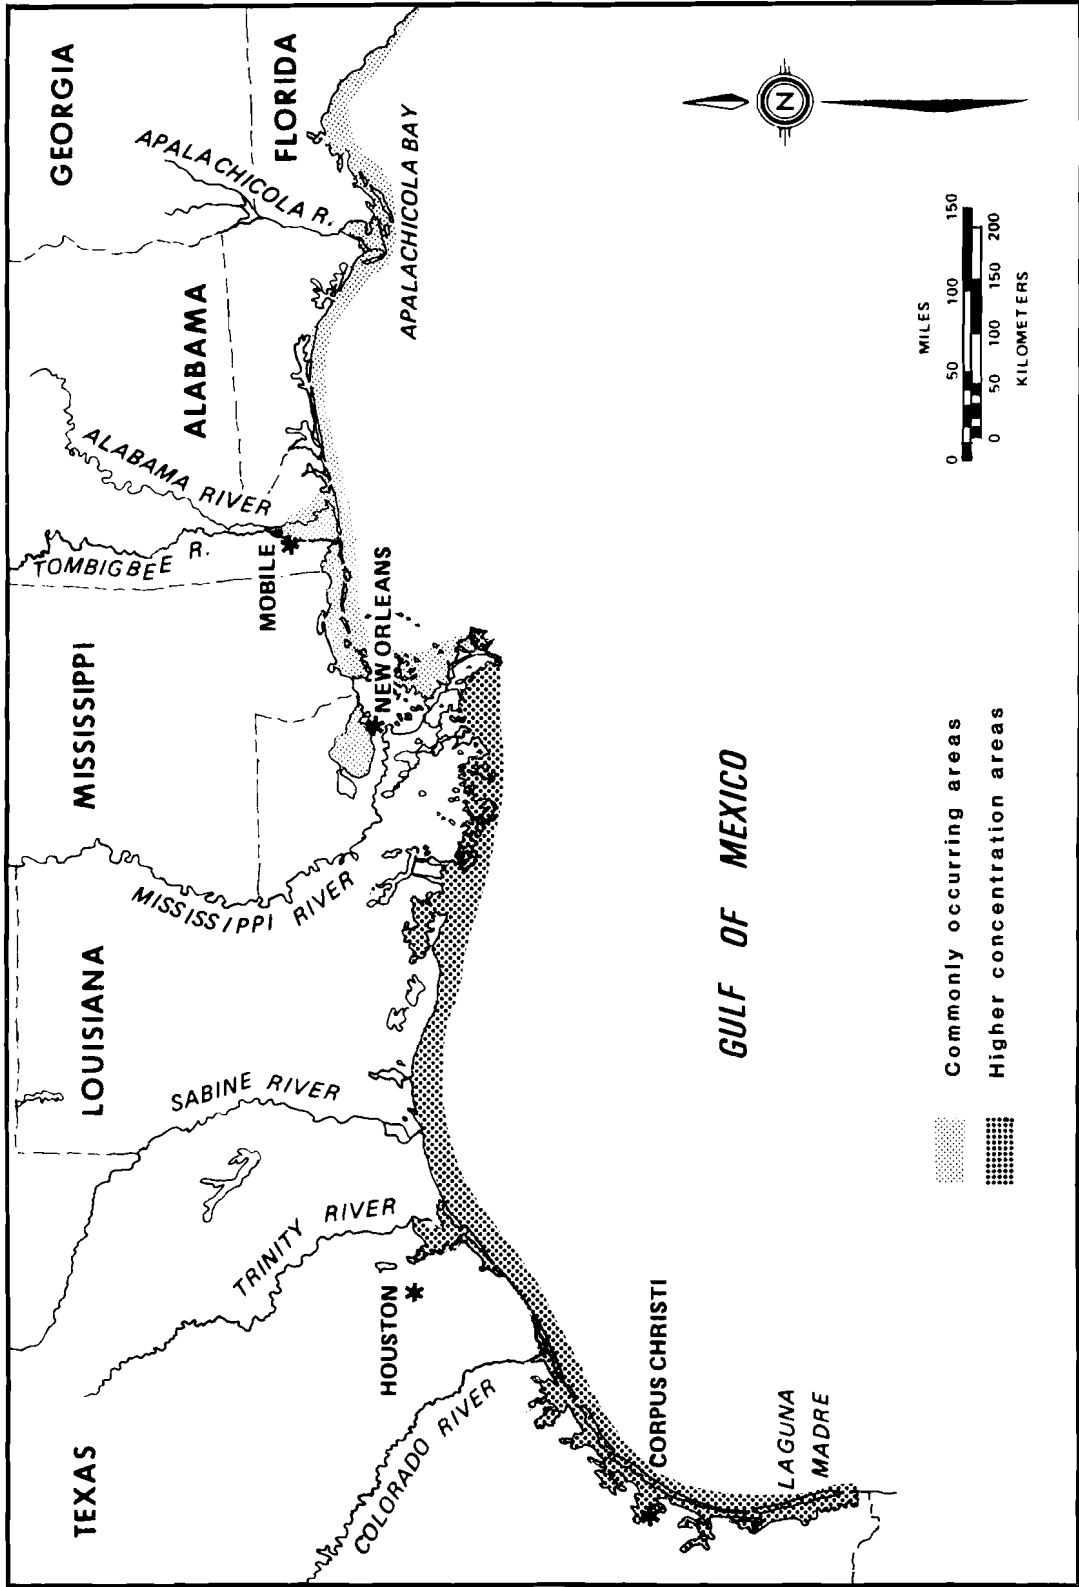 TEXAS
LOUISIANA
MISSISSIPPI
ALABAMA
GEORGIA
FLORIDA
COLORADO RIVER
TRINITY RIVER
SABINE RIVER
MISSISSIPPI RIVER
TOMBIGBEE R.
ALABAMA RIVER
APALACHICOLA R.
HOUSTON
MOBILE
NEW ORLEANS
APALACHICOLA BAY
CORPUS CHRISTI
LAGUNA
MADRE
GULF OF MEXICO
N
MILES
0 50 100 150
0 50 100 150 200
KILOMETERS
Commonly occurring areas
Higher concentration areas